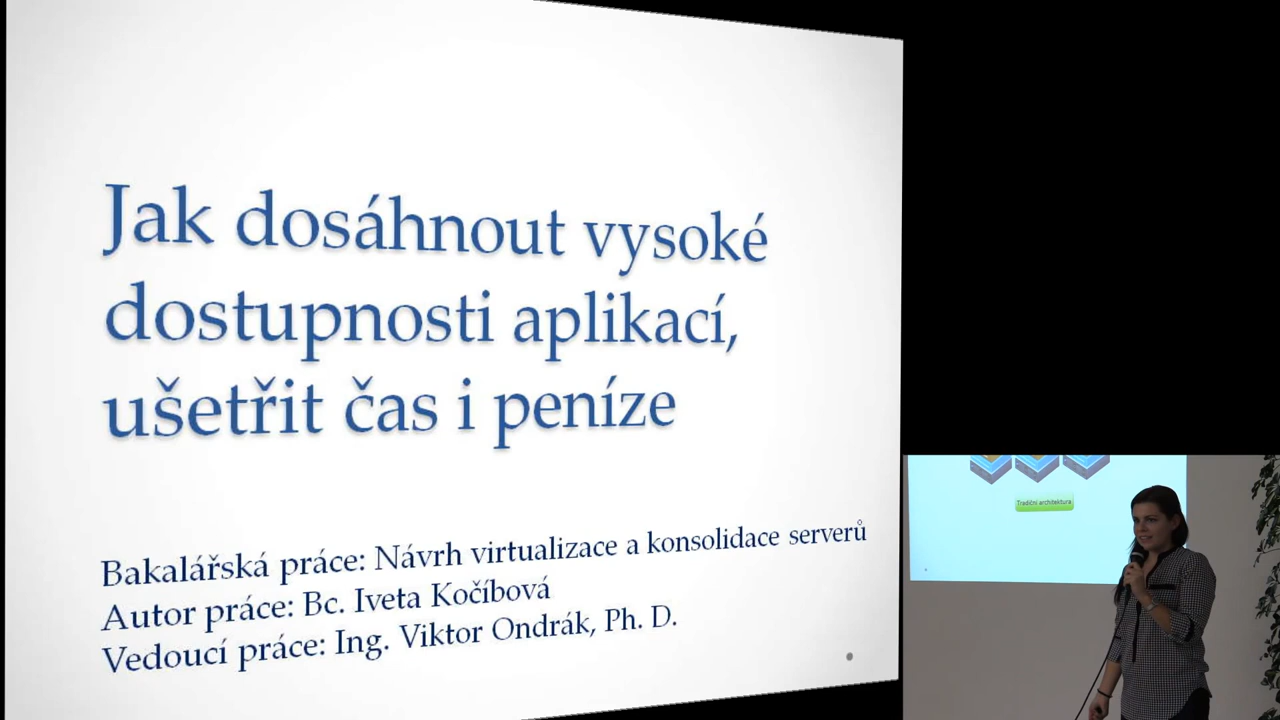 Jak dosáhnout vysoké
dostupnosti aplikací,
ušetřit čas i peníze
Bakalářská práce: Návrh virtualizace a konsolidace serverů
Autor práce: Bc. Iveta Kočíbová
Vedoucí práce: Ing. Viktor Ondrák, Ph. D.
Tradiční architektura